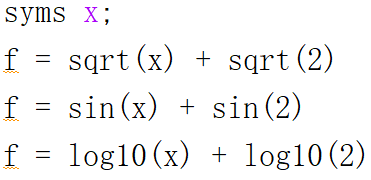 syms x;
f = sqrt(x) + sqrt(2)
f = sin(x) + sin(2)
f = log10(x) + log10(2)